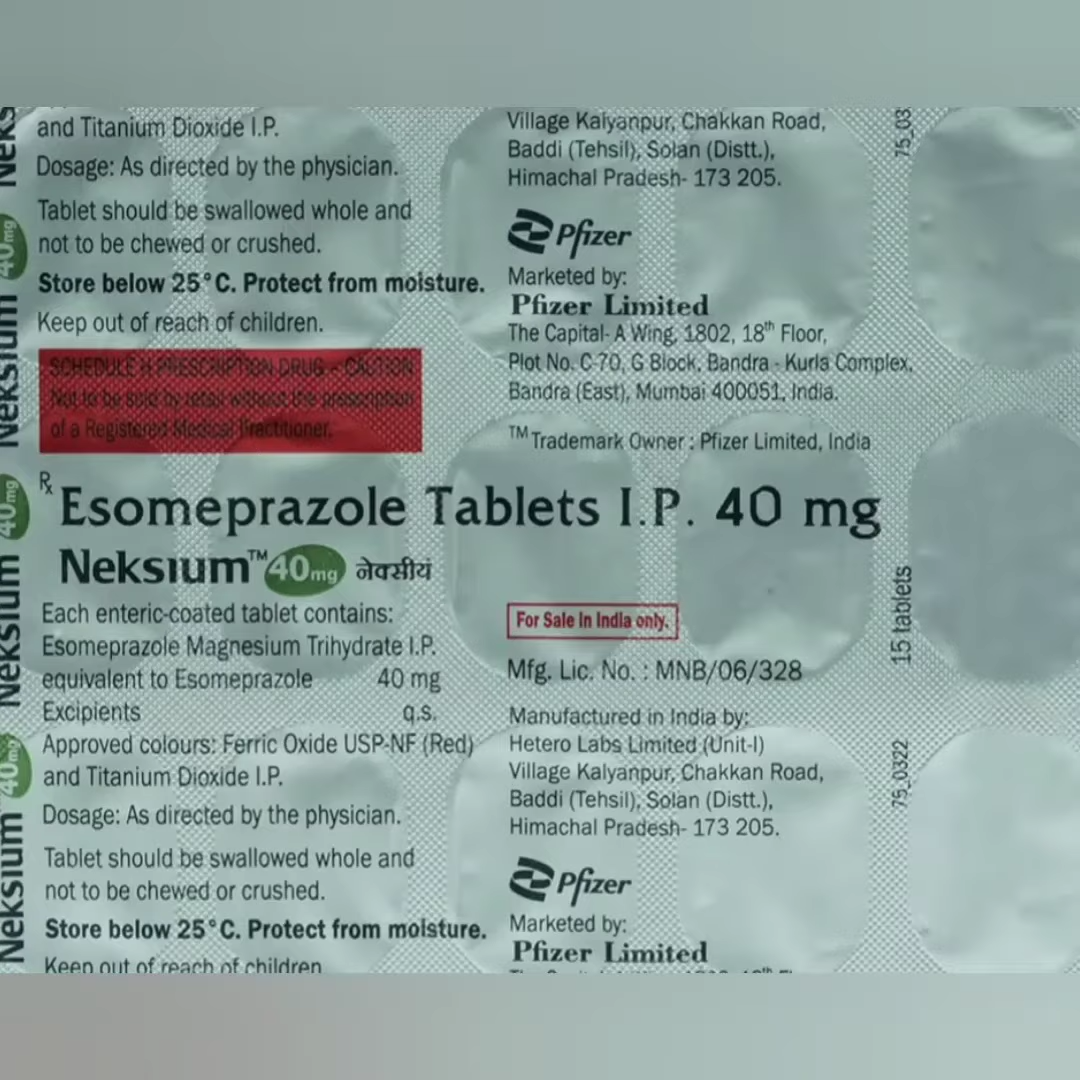 and Titanium Dioxide I.P.
Dosage: As directed by the physician.
Tablet should be swallowed whole and
not to be chewed or crushed.
Store below 25°C. Protect from moisture.
Keep out of reach of children.
SCHEDULE H PRESCRIPTION DRUG - CAUTION
Not to be sold by retail without the prescription
of a Registered Medical Practitioner.
Village Kalyanpur, Chakkan Road,
Baddi (Tehsil), Solan (Distt.),
Himachal Pradesh- 173 205.
Pfizer
Marketed by:
Pfizer Limited
The Capital- A Wing, 1802, 18th Floor,
Plot No. C-70, G Block, Bandra - Kurla Complex,
Bandra (East), Mumbai 400051, India.
TM Trademark Owner : Pfizer Limited, India
Rx
Esomeprazole Tablets I.P. 40 mg
Neksium™ 40mg नेक्सीयं
Each enteric-coated tablet contains:
Esomeprazole Magnesium Trihydrate I.P.
equivalent to Esomeprazole 40 mg
Excipients q.s.
Approved colours: Ferric Oxide USP-NF (Red)
and Titanium Dioxide I.P.
Dosage: As directed by the physician.
Tablet should be swallowed whole and
not to be chewed or crushed.
Store below 25°C. Protect from moisture.
Keep out of reach of children
For Sale in India only.
Mfg. Lic. No. : MNB/06/328
Manufactured in India by:
Hetero Labs Limited (Unit-I)
Village Kalyanpur, Chakkan Road,
Baddi (Tehsil), Solan (Distt.),
Himachal Pradesh- 173 205.
Pfizer
Marketed by:
Pfizer Limited
15 tablets
75_0322
75_03
Neks
40mg
Neksium
40mg
Neksium
40mg
Neksium